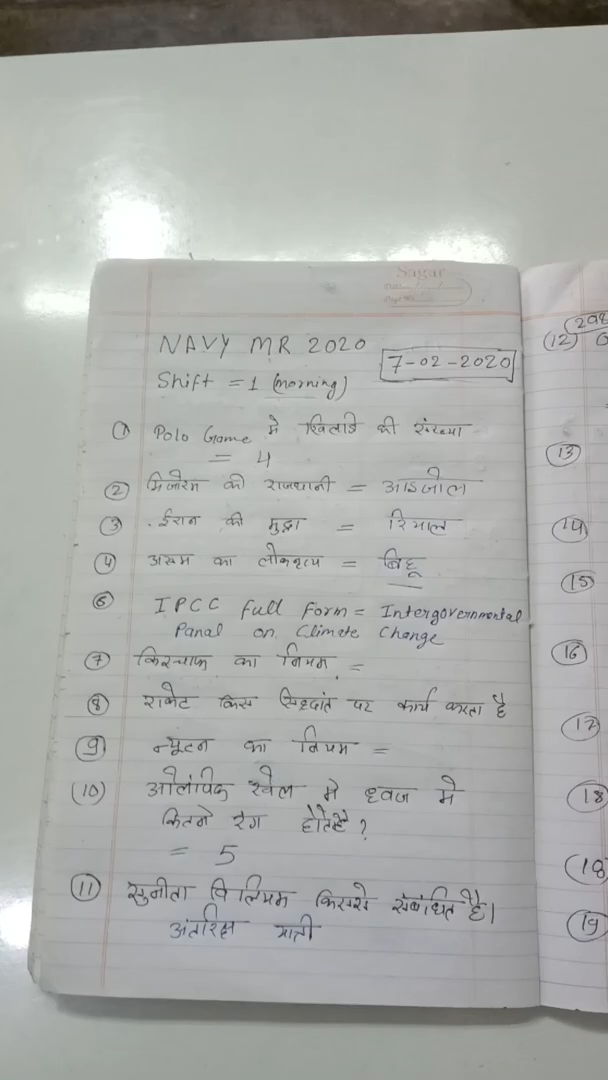 Sagar
NAVY MR 2020
7-02-2020
Shift = 1 (morning)
① Polo Game मे खिलाडी की संख्या
= 4
② मिजोरम की राजधानी = आइजोल
③ . ईरान की मुद्रा = रियाल
④ असम का लोकनृत्य = बिहू
⑥ IPCC full form = Intergovernmental
Panal on Climate Change
⑦ किरचाफ का नियम =
⑧ राकेट किस सिद्दांत पर कार्य करता है
⑨ न्यूटन का नियम =
(10) ओलंपिक खेल मे ध्वज मे
कितने रंग होतेहै ?
= 5
⑪ सुनीता विलियम किससे संबंधित है।
अंतरिक्ष यात्री
(12)
13
14
15
16
17
18
(18
19